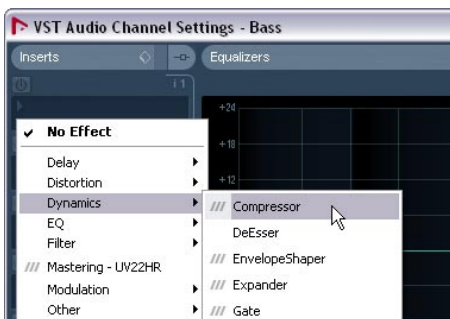 VST Audio Channel Settings - Bass
Inserts
Equalizers
i1
+24
+18
+12
No Effect
Delay
Distortion
Dynamics
EQ
Filter
/// Mastering - UV22HR
Modulation
Other
/// Compressor
DeEsser
/// EnvelopeShaper
/// Expander
/// Gate